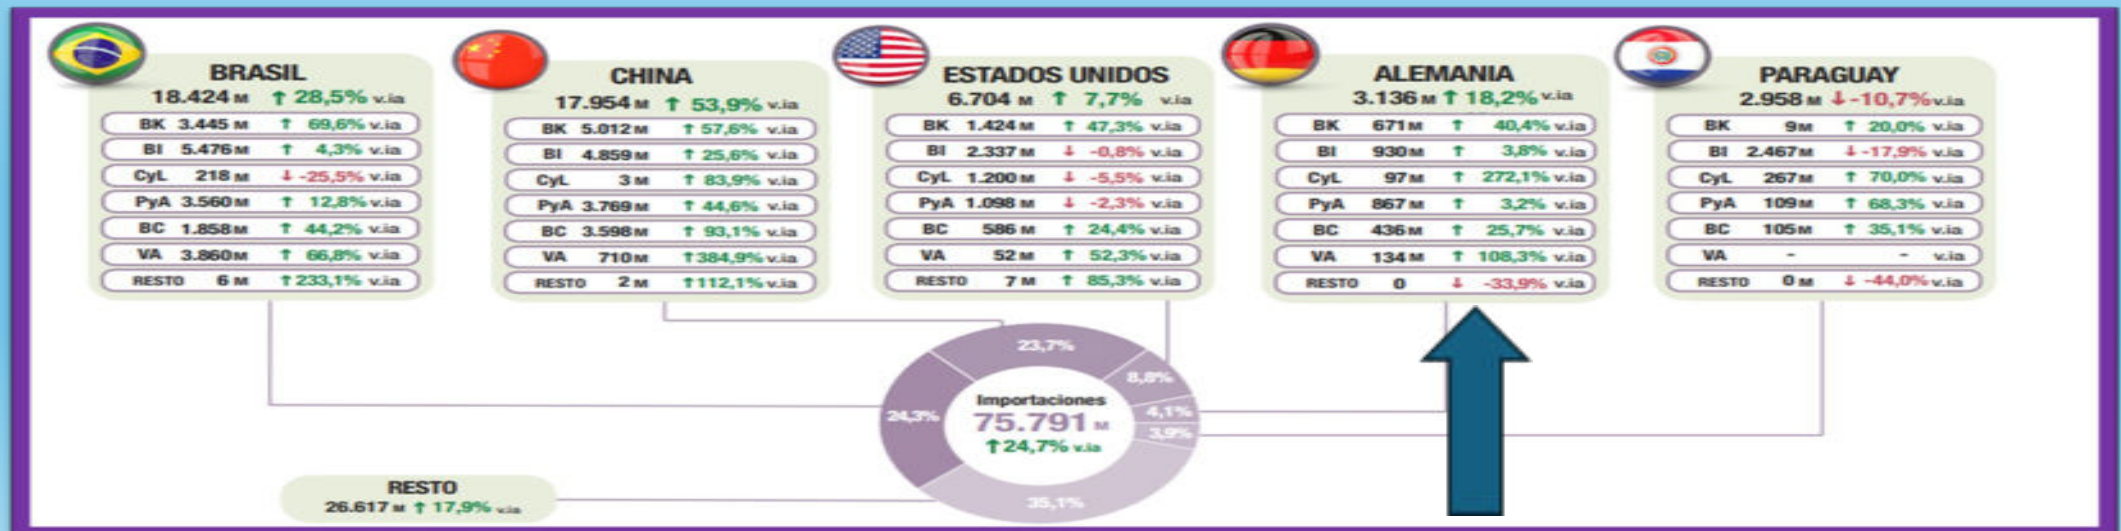 BRASIL
18.424 M ↑ 28,5% v.ia
BK 3.445 M ↑ 69,6% v.ia
BI 5.476 M ↑ 4,3% v.ia
CyL 218 M ↓ -25,5% v.ia
PyA 3.560 M ↑ 12,8% v.ia
BC 1.858 M ↑ 44,2% v.ia
VA 3.860 M ↑ 66,8% v.ia
RESTO 6 M ↑ 233,1% v.ia
CHINA
17.954 M ↑ 53,9% v.ia
BK 5.012 M ↑ 57,6% v.ia
BI 4.859 M ↑ 25,6% v.ia
CyL 3 M ↑ 83,9% v.ia
PyA 3.769 M ↑ 44,6% v.ia
BC 3.598 M ↑ 93,1% v.ia
VA 710 M ↑ 384,9% v.ia
RESTO 2 M ↑ 112,1% v.ia
ESTADOS UNIDOS
6.704 M ↑ 7,7% v.ia
BK 1.424 M ↑ 47,3% v.ia
BI 2.337 M ↓ -0,8% v.ia
CyL 1.200 M ↓ -5,5% v.ia
PyA 1.098 M ↓ -2,3% v.ia
BC 586 M ↑ 24,4% v.ia
VA 52 M ↑ 52,3% v.ia
RESTO 7 M ↑ 85,3% v.ia
ALEMANIA
3.136 M ↑ 18,2% v.ia
BK 671 M ↑ 40,4% v.ia
BI 930 M ↑ 3,8% v.ia
CyL 97 M ↑ 272,1% v.ia
PyA 867 M ↑ 3,2% v.ia
BC 436 M ↑ 25,7% v.ia
VA 134 M ↑ 108,3% v.ia
RESTO 0 ↓ -33,9% v.ia
PARAGUAY
2.958 M ↓ -10,7% v.ia
BK 9 M ↑ 20,0% v.ia
BI 2.467 M ↓ -17,9% v.ia
CyL 267 M ↑ 70,0% v.ia
PyA 109 M ↑ 68,3% v.ia
BC 105 M ↑ 35,1% v.ia
VA - - v.ia
RESTO 0 M ↓ -44,0% v.ia
23,7%
8,8%
4,1%
3,9%
24,3%
35,1%
Importaciones
75.791 M
↑ 24,7% v.ia
RESTO
26.617 M ↑ 17,9% v.ia